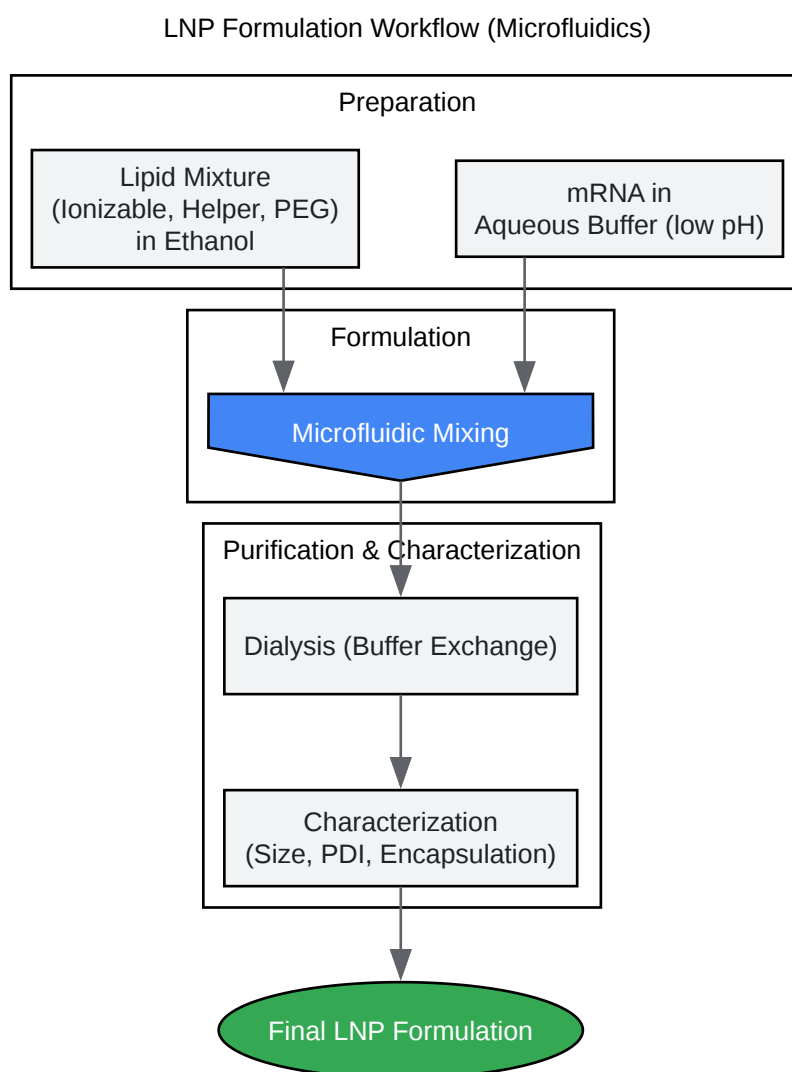 LNP Formulation Workflow (Microfluidics)
Preparation
Lipid Mixture
(Ionizable, Helper, PEG)
in Ethanol
mRNA in
Aqueous Buffer (low pH)
Formulation
Microfluidic Mixing
Purification & Characterization
Dialysis (Buffer Exchange)
Characterization
(Size, PDI, Encapsulation)
Final LNP Formulation